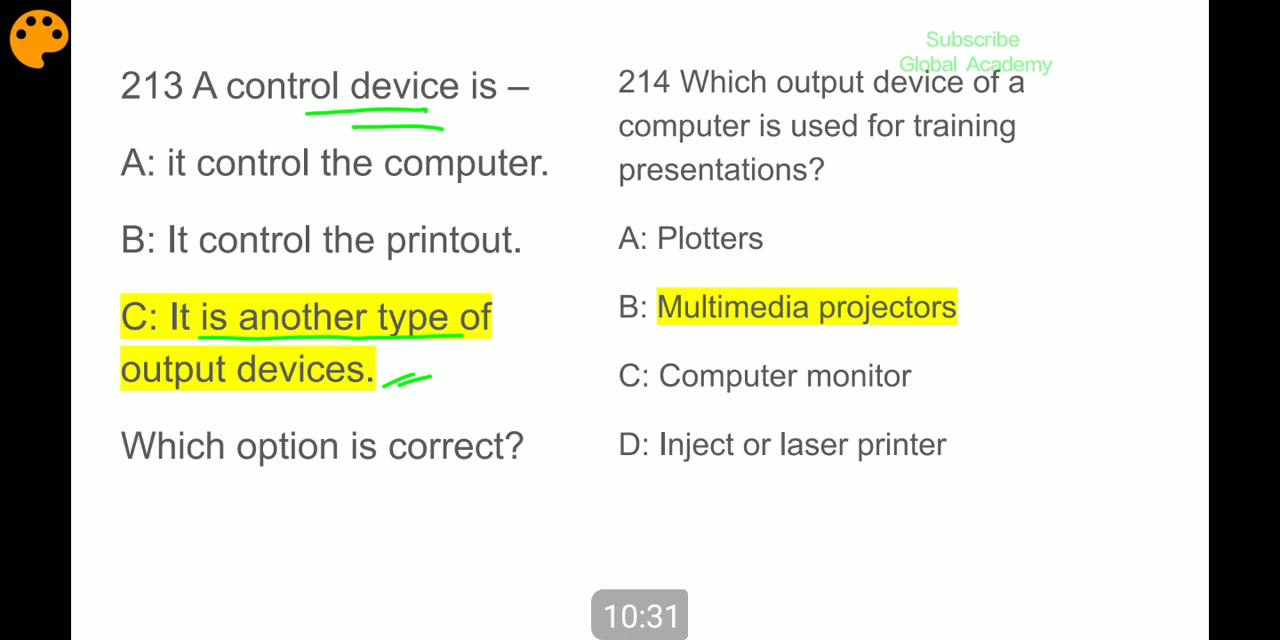 213 A control device is –
A: it control the computer.
B: It control the printout.
C: It is another type of
output devices.
Which option is correct?
Subscribe
Global Academy
214 Which output device of a
computer is used for training
presentations?
A: Plotters
B: Multimedia projectors
C: Computer monitor
D: Inject or laser printer
10:31